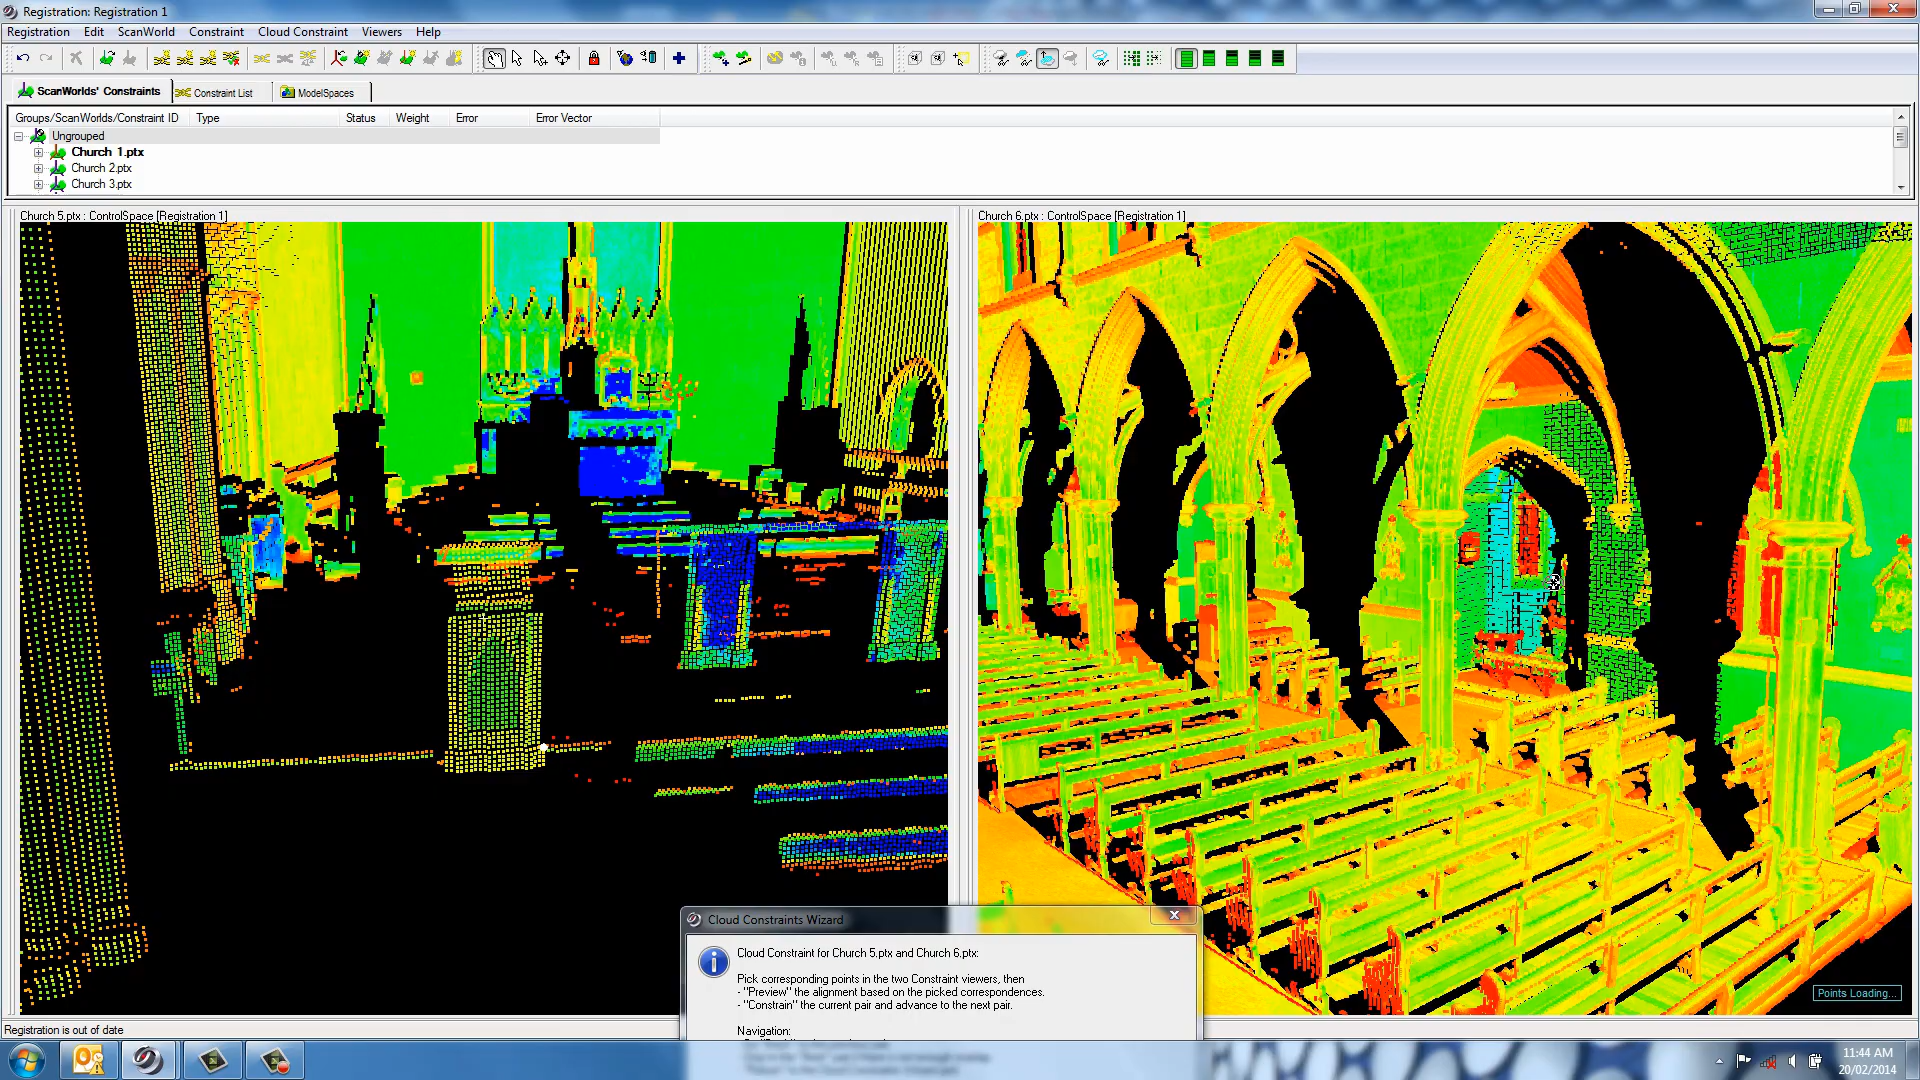 Registration: Registration 1
Registration Edit ScanWorld Constraint Cloud Constraint Viewers Help
ScanWorlds' Constraints Constraint List ModelSpaces
Groups/ScanWorlds/Constraint ID Type Status Weight Error Error Vector
Ungrouped
Church 1.ptx
Church 2.ptx
Church 3.ptx
Church 5.ptx : ControlSpace [Registration 1] Church 6.ptx : ControlSpace [Registration 1]
Cloud Constraints Wizard
Cloud Constraint for Church 5.ptx and Church 6.ptx:
Pick corresponding points in the two Constraint viewers, then
- "Preview" the alignment based on the picked correspondences.
- "Constrain" the current pair and advance to the next pair.
Navigation:
Points Loading...
Registration is out of date
11:44 AM
20/02/2014